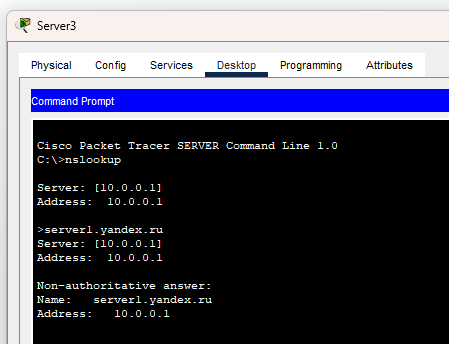 Server3
Physical Config Services Desktop Programming Attributes
Command Prompt
Cisco Packet Tracer SERVER Command Line 1.0
C:\>nslookup
Server: [10.0.0.1]
Address:  10.0.0.1
>server1.yandex.ru
Server: [10.0.0.1]
Address:  10.0.0.1
Non-authoritative answer:
Name:   server1.yandex.ru
Address:   10.0.0.1